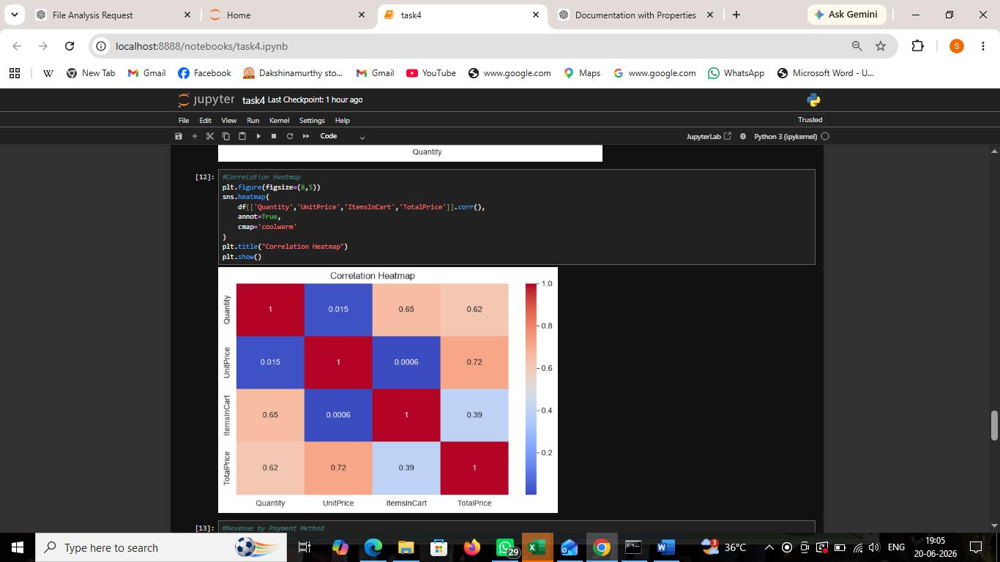 File Analysis Request
Home
task4
Documentation with Properties
Ask Gemini
localhost:8888/notebooks/task4.ipynb
S
W New Tab Gmail Facebook Dakshinamurthy sto... Gmail YouTube www.google.com Maps G www.google.com WhatsApp Microsoft Word - U...
jupyter task4 Last Checkpoint: 1 hour ago
File Edit View Run Kernel Settings Help
Trusted
Code
JupyterLab Python 3 (ipykernel)
Quantity
[12]:
#Correlation Heatmap
plt.figure(figsize=(8,5))
sns.heatmap(
df[['Quantity','UnitPrice','ItemsInCart','TotalPrice']].corr(),
annot=True,
cmap='coolwarm'
)
plt.title("Correlation Heatmap")
plt.show()
Correlation Heatmap
Quantity 1 0.015 0.65 0.62
UnitPrice 0.015 1 0.0006 0.72
ItemsInCart 0.65 0.0006 1 0.39
TotalPrice 0.62 0.72 0.39 1
Quantity UnitPrice ItemsInCart TotalPrice
1.0
0.8
0.6
0.4
0.2
[13]:
#Revenue by Payment Method
Type here to search
29
3
36°C
ENG
19:05
20-06-2026